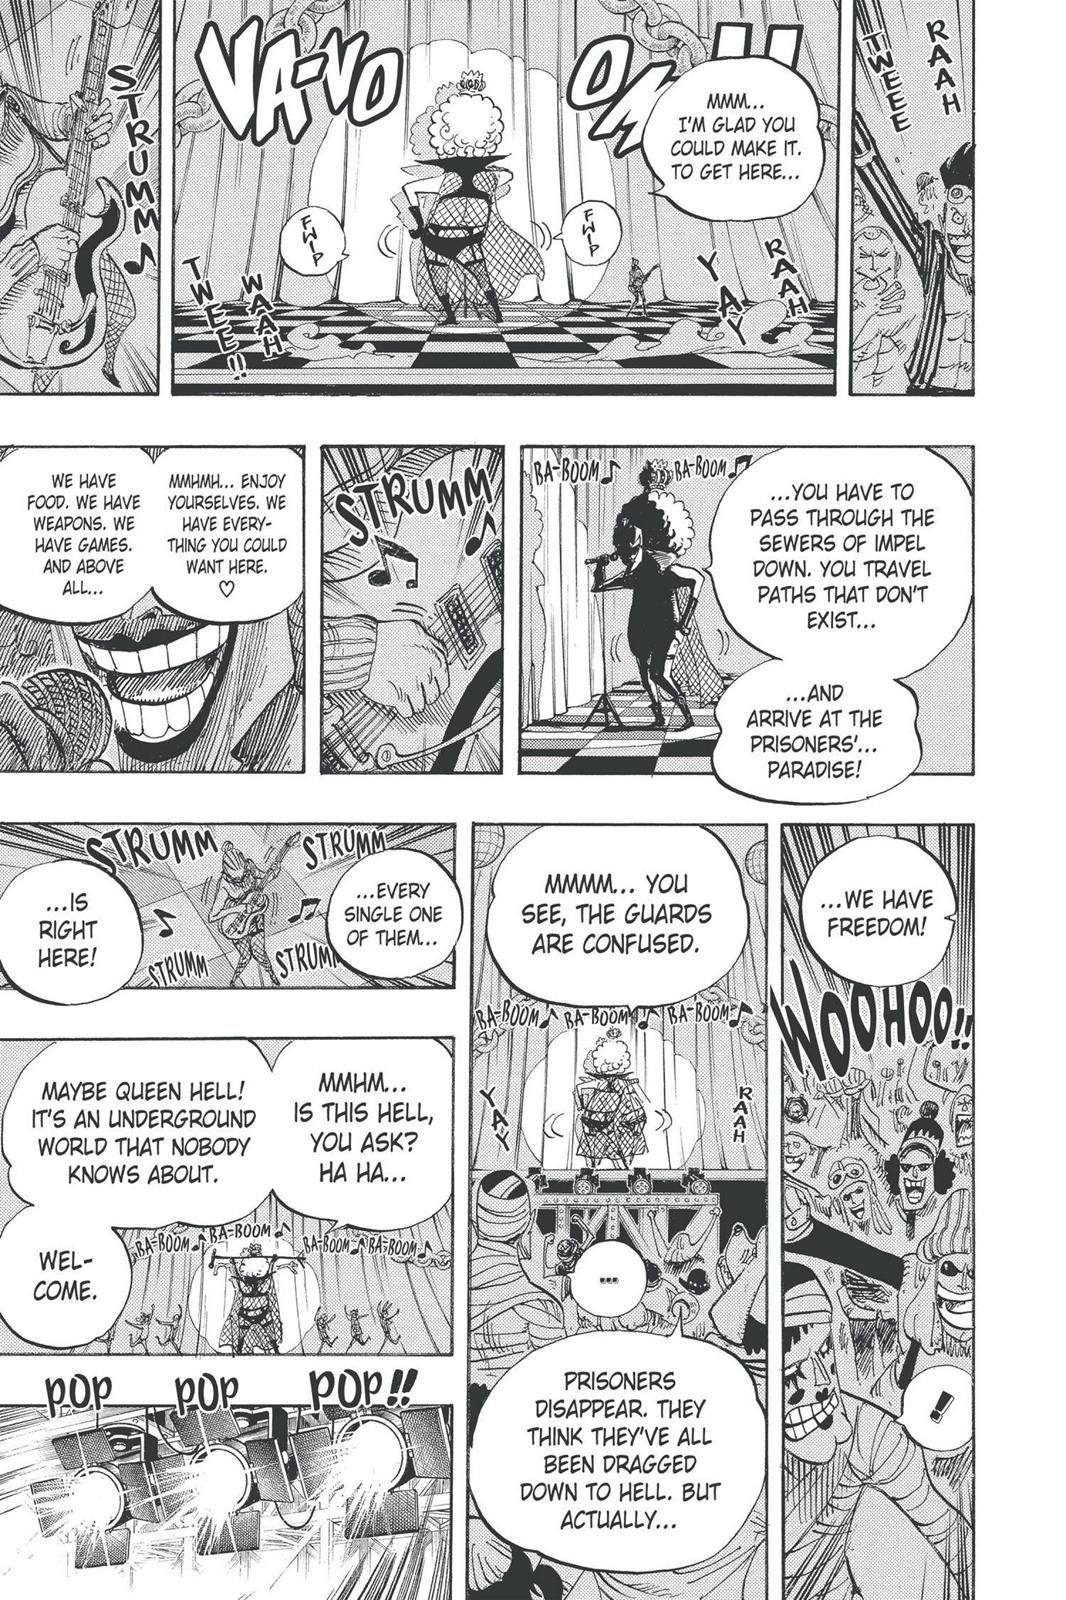 RAAH
TWEEE
VA-VO
MMM...
I'M GLAD YOU
COULD MAKE IT.
TO GET HERE...
FWIP
FWIP
YAY
RAAH
WAAH
TWEE!!
STRUMM♪
BA-BOOM♪
BA-BOOM♪
...YOU HAVE TO
PASS THROUGH THE
SEWERS OF IMPEL
DOWN. YOU TRAVEL
PATHS THAT DON'T
EXIST...
...AND
ARRIVE AT THE
PRISONERS'...
PARADISE!
STRUMM
MMHMH... ENJOY
YOURSELVES. WE
HAVE EVERY-
THING YOU COULD
WANT HERE.
♡
WE HAVE
FOOD. WE HAVE
WEAPONS. WE
HAVE GAMES.
AND ABOVE
ALL...
...WE HAVE
FREEDOM!
WOOHOO!!
!
MMMM... YOU
SEE, THE GUARDS
ARE CONFUSED.
BA-BOOM♪
BA-BOOM♪
BA-BOOM♪
YAY
RAAH
...
PRISONERS
DISAPPEAR. THEY
THINK THEY'VE ALL
BEEN DRAGGED
DOWN TO HELL. BUT
ACTUALLY...
STRUMM
STRUMM
...EVERY
SINGLE ONE
OF THEM...
STRUMM
STRUMM
...IS
RIGHT
HERE!
MMHM...
IS THIS HELL,
YOU ASK?
HA HA...
MAYBE QUEEN HELL!
IT'S AN UNDERGROUND
WORLD THAT NOBODY
KNOWS ABOUT.
BA-BOOM♪
BA-BOOM♪
BA-BOOM♪
BA-BOOM♪
WEL-
COME.
POP
POP
POP!!